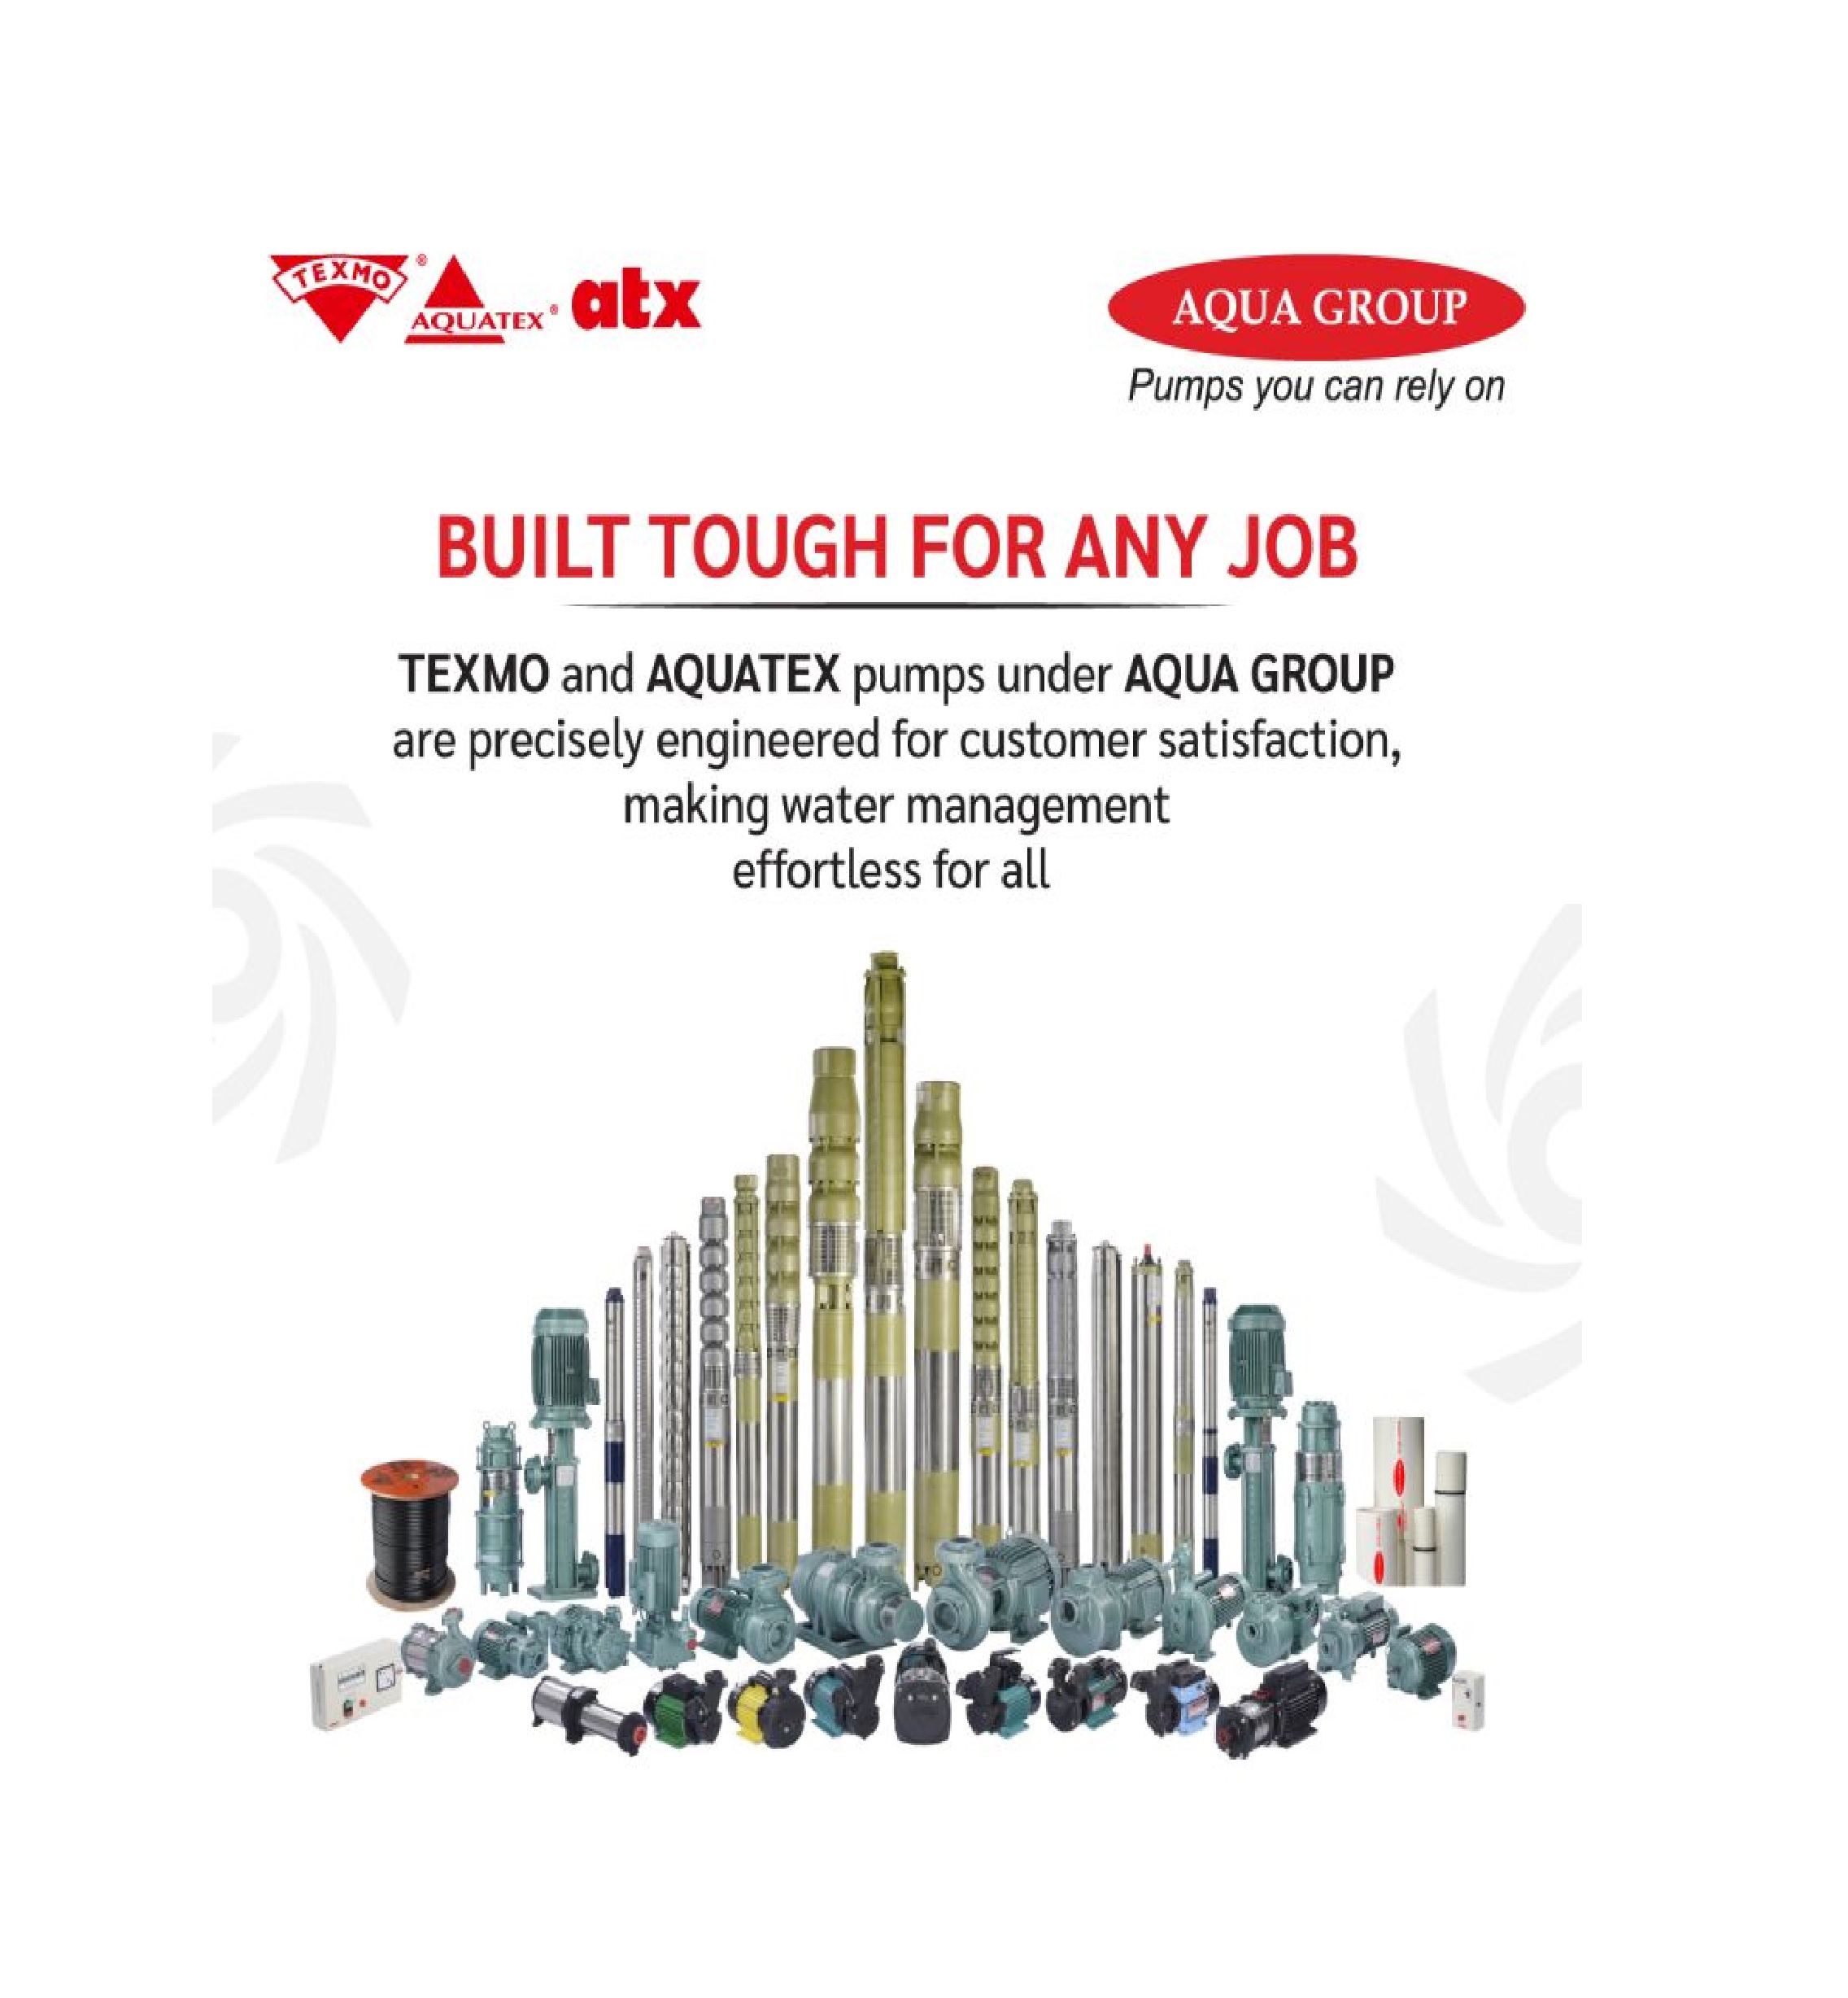 TEXMO®
AQUATEX®
atx
AQUA GROUP
Pumps you can rely on
BUILT TOUGH FOR ANY JOB
TEXMO and AQUATEX pumps under AQUA GROUP
are precisely engineered for customer satisfaction,
making water management
effortless for all